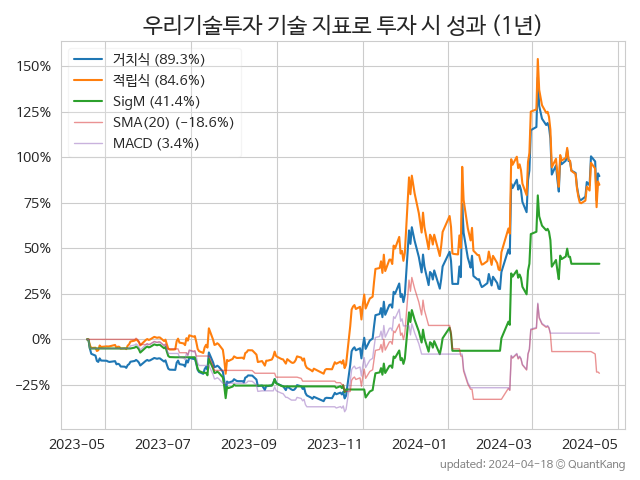 우리기술투자 기술 지표로 투자 시 성과 (1년)
거치식 (89.3%)
적립식 (84.6%)
SigM (41.4%)
SMA(20) (−18.6%)
MACD (3.4%)
150%
125%
100%
75%
50%
25%
0%
−25%
2023-05 2023-07 2023-09 2023-11 2024-01 2024-03 2024-05
updated: 2024-04-18 © QuantKang